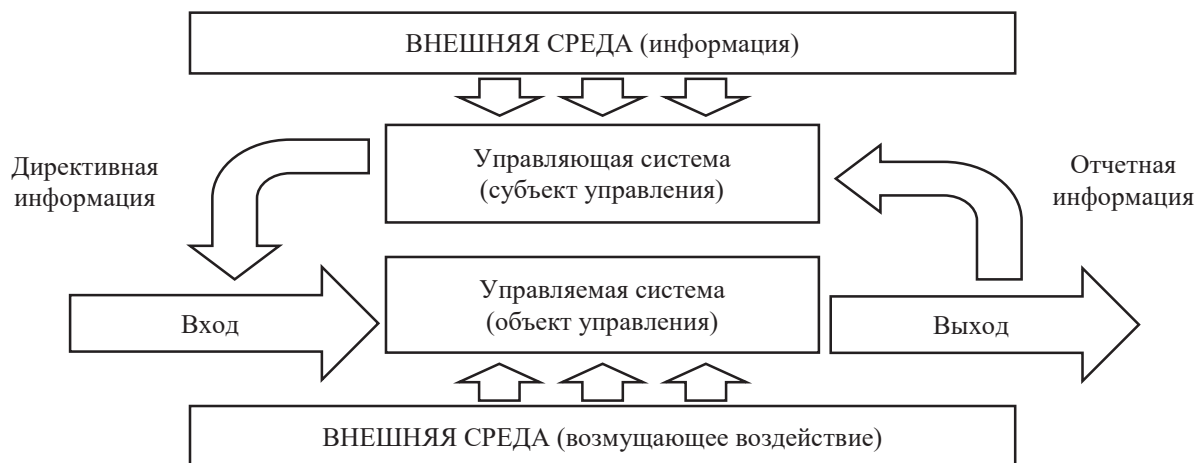 ВНЕШНЯЯ СРЕДА (информация)
Директивная
информация
Управляющая система
(субъект управления)
Отчетная
информация
Вход
Управляемая система
(объект управления)
Выход
ВНЕШНЯЯ СРЕДА (возмущающее воздействие)